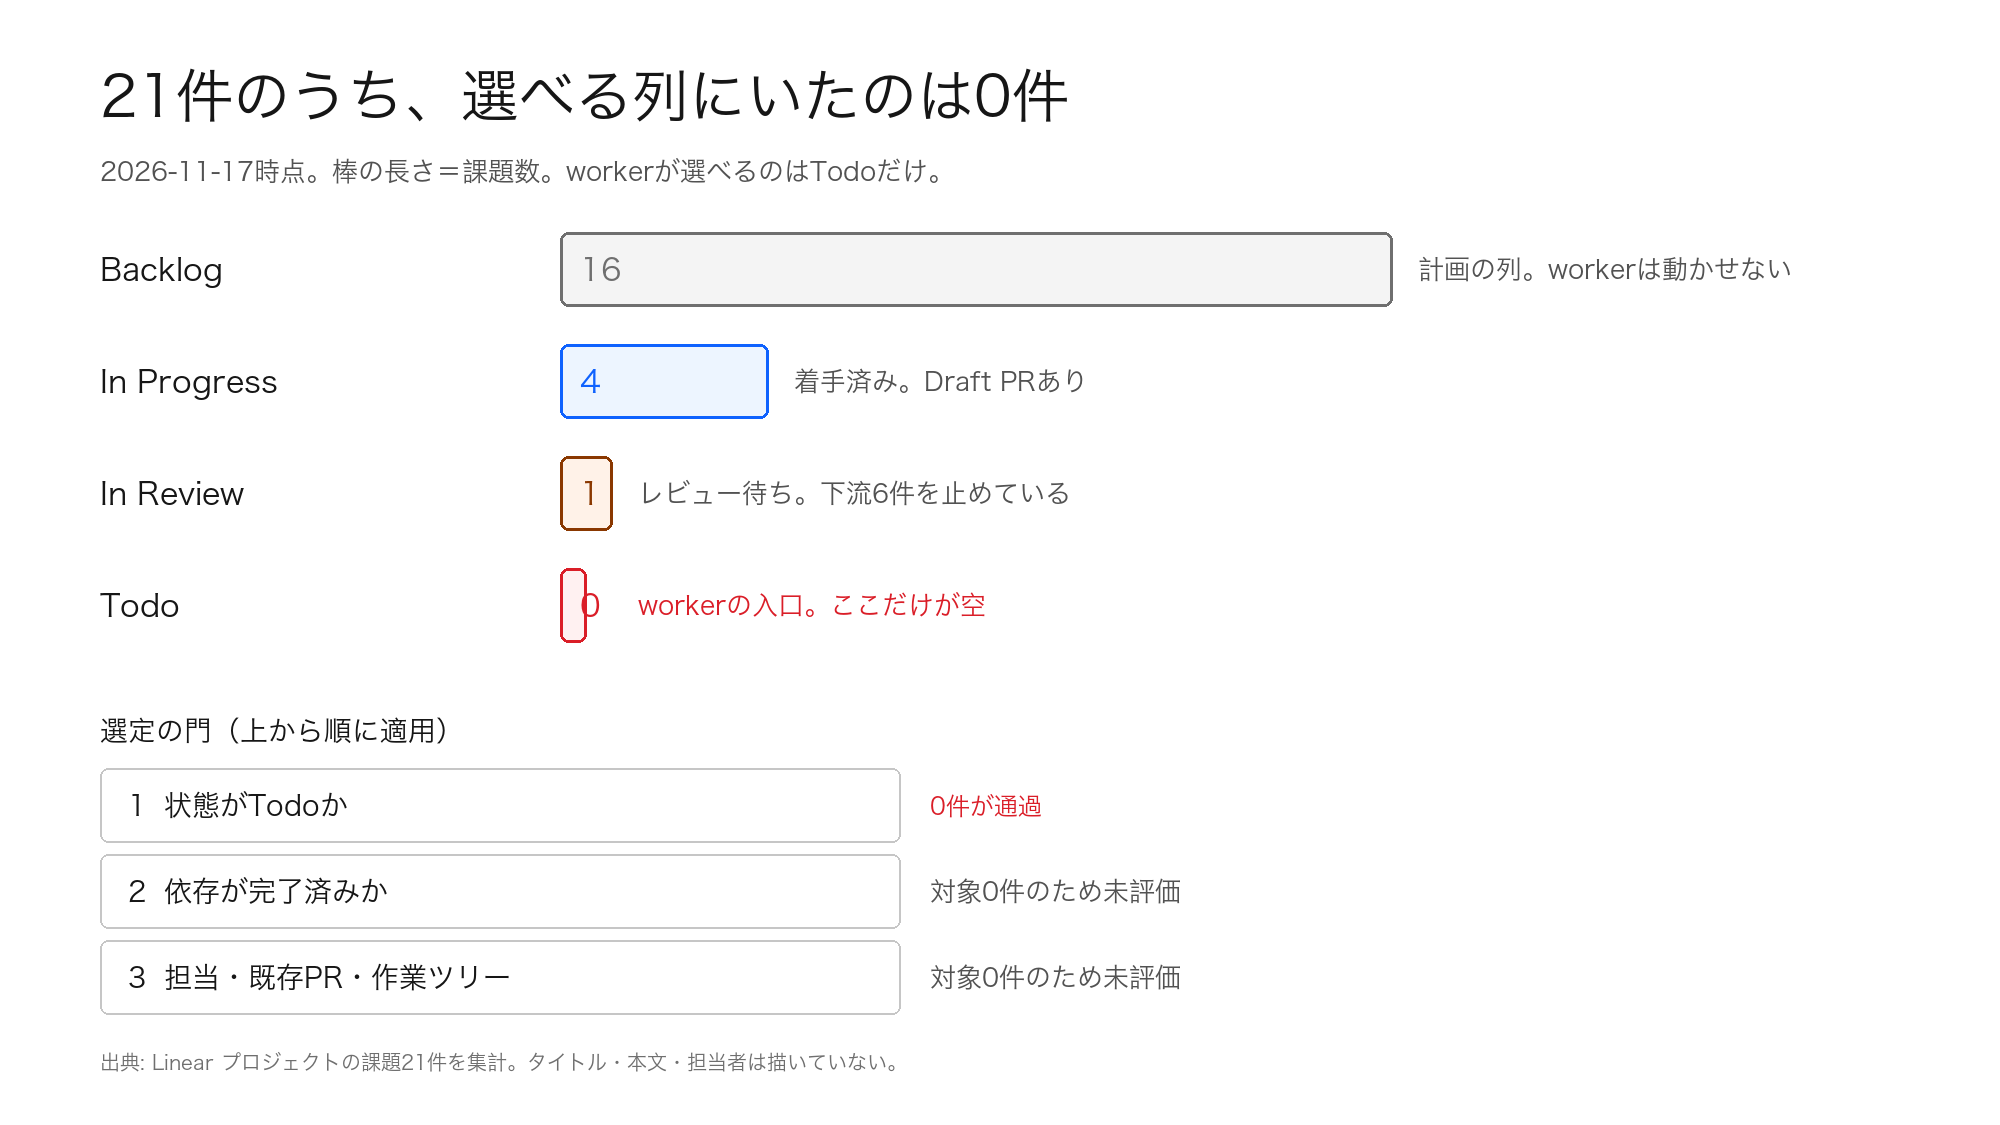 21件のうち、選べる列にいたのは0件
2026-11-17時点。棒の長さ＝課題数。workerが選べるのはTodoだけ。
Backlog
16
計画の列。workerは動かせない
In Progress
4
着手済み。Draft PRあり
In Review
1
レビュー待ち。下流6件を止めている
Todo
0
workerの入口。ここだけが空
選定の門（上から順に適用）
1 状態がTodoか
0件が通過
2 依存が完了済みか
対象0件のため未評価
3 担当・既存PR・作業ツリー
対象0件のため未評価
出典: Linear プロジェクトの課題21件を集計。タイトル・本文・担当者は描いていない。